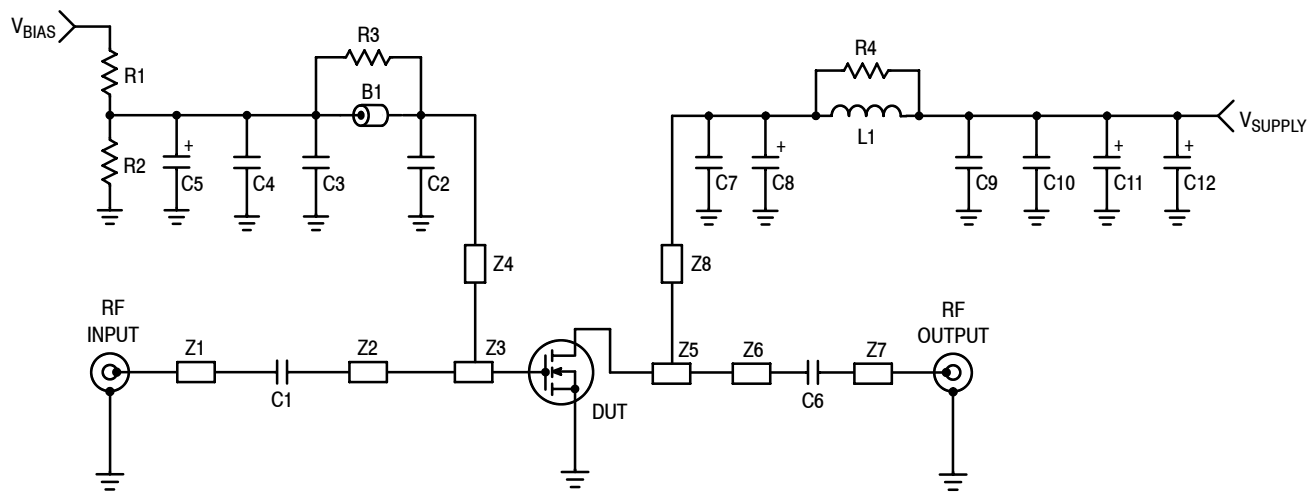 VBIAS
R1
R2
C5
+
C4
C3
R3
B1
C2
Z4
R4
L1
C7
C8
+
C9
C10
C11
+
C12
+
VSUPPLY
Z8
RF
INPUT
Z1
C1
Z2
Z3
DUT
Z5
Z6
C6
Z7
RF
OUTPUT